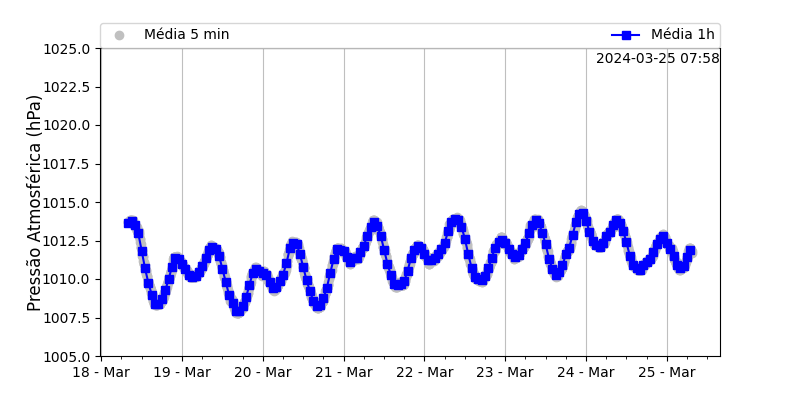 Média 5 min
Média 1h
2024-03-25 07:58
Pressão Atmosférica (hPa)
1025.0
1022.5
1020.0
1017.5
1015.0
1012.5
1010.0
1007.5
1005.0
18 - Mar
19 - Mar
20 - Mar
21 - Mar
22 - Mar
23 - Mar
24 - Mar
25 - Mar